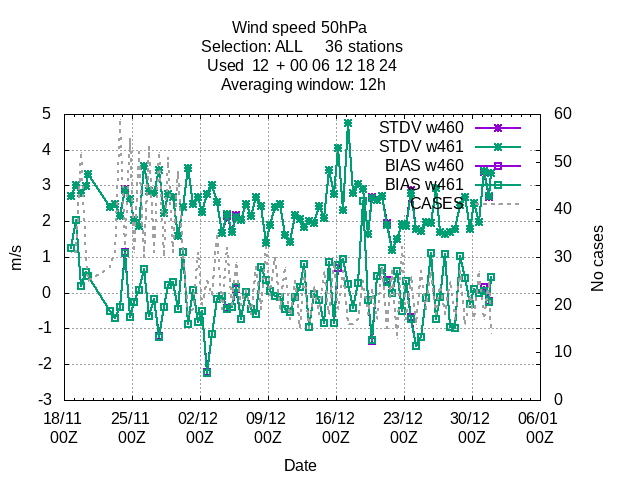 Wind speed 50hPa
Selection: ALL     36 stations
Used  12  + 00 06 12 18 24
Averaging window: 12h
STDV w460
STDV w461
BIAS w460
BIAS w461
CASES
m/s
5
4
3
2
1
0
-1
-2
-3
No cases
60
50
40
30
20
10
0
18/11 25/11 02/12 09/12 16/12 23/12 30/12 06/01
00Z 00Z 00Z 00Z 00Z 00Z 00Z 00Z
Date